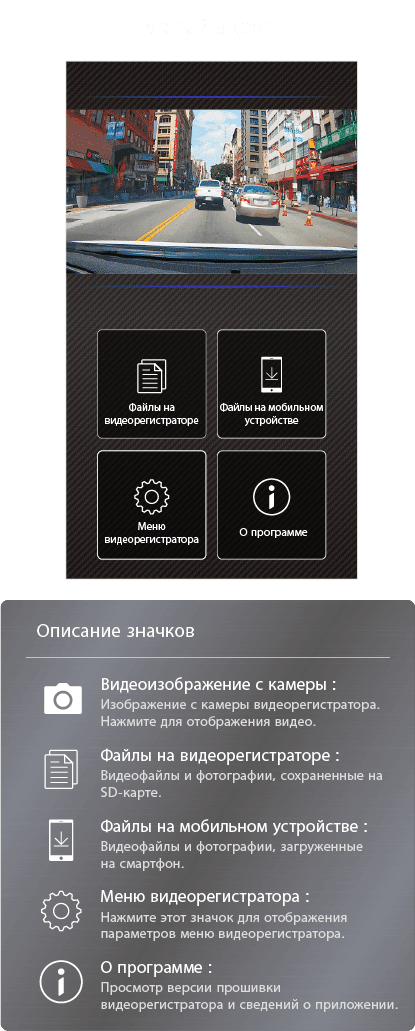 Файлы на
видеорегистраторе
Файлы на мобильном
устройстве
Меню
видеорегистратора
О программе
Описание значков
Видеоизображение с камеры :
Изображение с камеры видеорегистратора.
Нажмите для отображения видео.
Файлы на видеорегистраторе :
Видеофайлы и фотографии, сохраненные на
SD-карте.
Файлы на мобильном устройстве :
Видеофайлы и фотографии, загруженные
на смартфон.
Меню видеорегистратора :
Нажмите этот значок для отображения
параметров меню видеорегистратора.
О программе :
Просмотр версии прошивки
видеорегистратора и сведений о приложении.